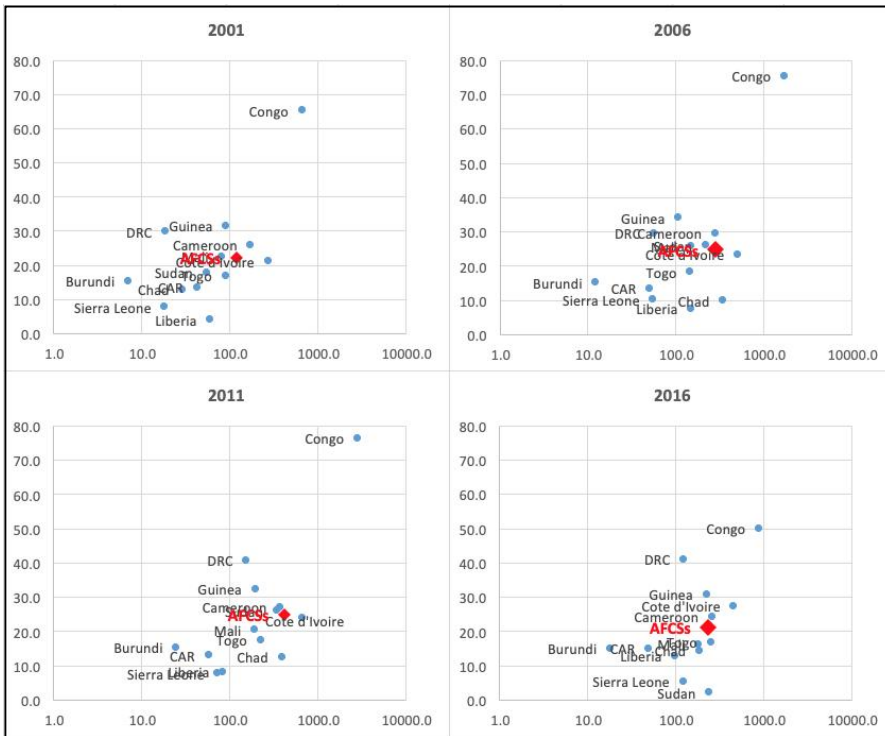 2001
80.0
70.0
Congo
60.0
50.0
40.0
Guinea
DRC
30.0
Cameroon
AFCSs
Cote d'Ivoire
20.0
Sudan
Togo
Burundi
CAR
Chad
10.0
Sierra Leone
Liberia
0.0
1.0 10.0 100.0 1000.0 10000.0
2006
80.0
Congo
70.0
60.0
50.0
40.0
Guinea
30.0
DRC
Cameroon
Sudan
AFCSs
Cote d'Ivoire
20.0
Togo
Burundi
CAR
10.0
Sierra Leone
Chad
Liberia
0.0
1.0 10.0 100.0 1000.0 10000.0
2011
80.0
Congo
70.0
60.0
50.0
40.0
DRC
Guinea
30.0
Cameroon
AFCSs
Cote d'Ivoire
20.0
Mali
Togo
Burundi
CAR
Chad
10.0
Liberia
Sierra Leone
0.0
1.0 10.0 100.0 1000.0 10000.0
2016
80.0
70.0
60.0
50.0
Congo
40.0
DRC
Guinea
30.0
Cote d'Ivoire
Cameroon
AFCSs
20.0
Togo
Burundi
CAR
Chad
Liberia
10.0
Sierra Leone
Sudan
0.0
1.0 10.0 100.0 1000.0 10000.0